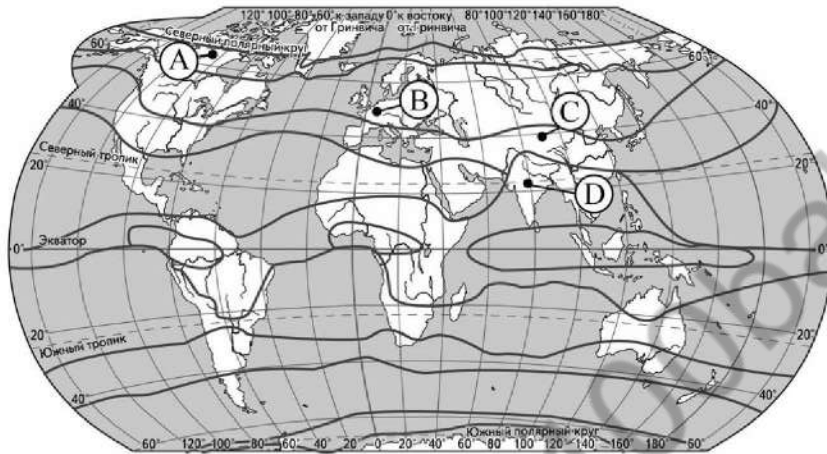 120° 100° 80° 60° к западу 0° к востоку 80° 100° 120° 140° 160° 180°
от Гринвича от Гринвича
Северный полярный круг
60° 60°
A
B
C
D
40° 40°
20° 20°
Северный тропик
Экватор
0° 0°
20° 20°
Южный тропик
40° 40°
Южный полярный круг
60° 120° 100° 80° 60° 40° 20° 0° 20° 40° 60° 80° 100° 120° 140° 160° 180° 60°